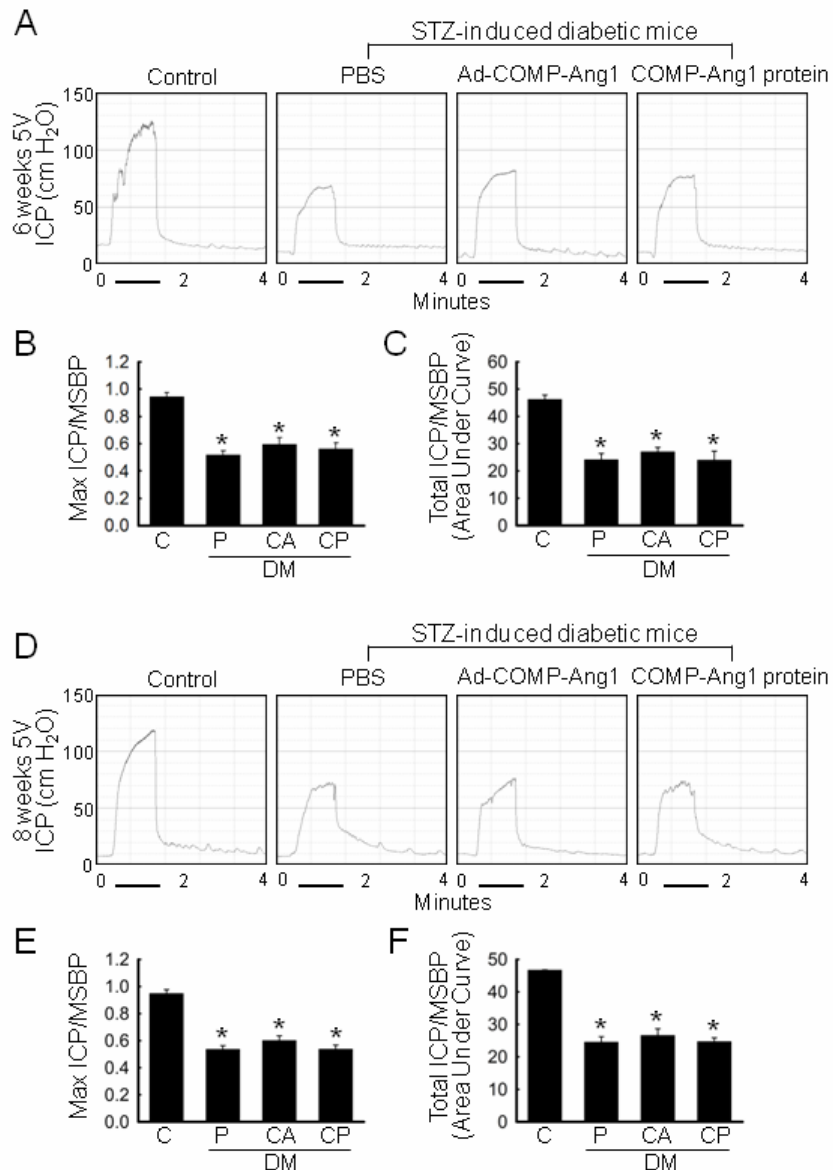 A
STZ-induced diabetic mice
Control PBS Ad-COMP-Ang1 COMP-Ang1 protein
6 weeks 5V
ICP (cm H₂O)
150
100
50
0
0 2 4 0 2 4 0 2 4 0 2 4
Minutes
B
Max ICP/MSBP
1.2
1.0
0.8
0.6
0.4
0.2
0.0
* * *
C P CA CP
DM
C
Total ICP/MSBP
(Area Under Curve)
60
50
40
30
20
10
0
* * *
C P CA CP
DM
D
STZ-induced diabetic mice
Control PBS Ad-COMP-Ang1 COMP-Ang1 protein
8 weeks 5V
ICP (cm H₂O)
150
100
50
0
0 2 4 0 2 4 0 2 4 0 2 4
Minutes
E
Max ICP/MSBP
1.2
1.0
0.8
0.6
0.4
0.2
0.0
* * *
C P CA CP
DM
F
Total ICP/MSBP
(Area Under Curve)
50
40
30
20
10
0
* * *
C P CA CP
DM